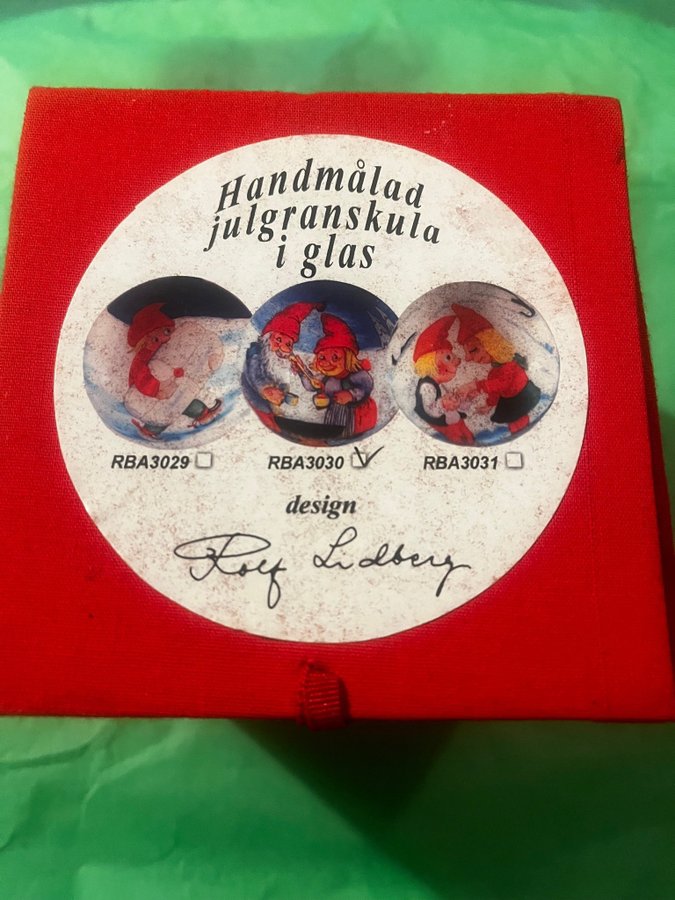 Handmålad
julgranskula
i glas
RBA3029 RBA3030 RBA3031
design
Rolf Lidberg